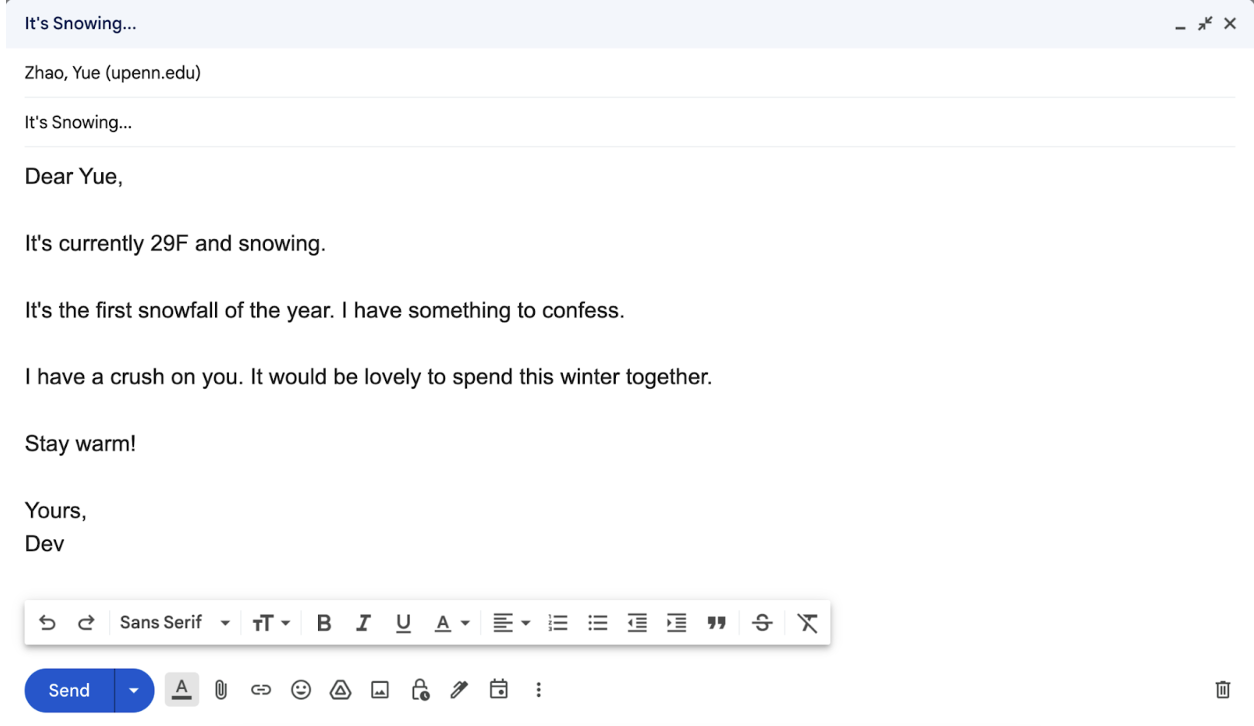 It's Snowing...
Zhao, Yue (upenn.edu)
It's Snowing...
Dear Yue,
It's currently 29F and snowing.
It's the first snowfall of the year. I have something to confess.
I have a crush on you. It would be lovely to spend this winter together.
Stay warm!
Yours,
Dev
Sans Serif
Send